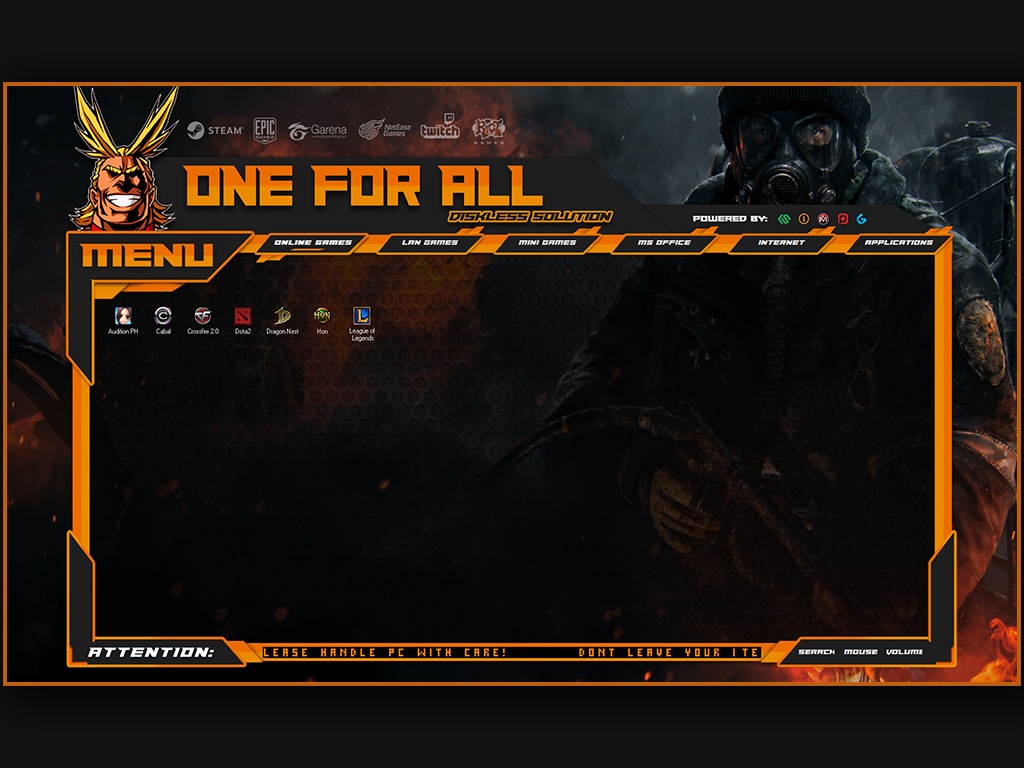 STEAM
EPIC GAMES
Garena
NetEase Games
twitch
RIOT GAMES
ONE FOR ALL
DISKLESS SOLUTION
POWERED BY:
MENU
ONLINE GAMES LAN GAMES MINI GAMES MS OFFICE INTERNET APPLICATIONS
Audition PH Cabal Crossfire 2.0 Dota2 Dragon Nest Hon League of Legends
ATTENTION:
LEASE HANDLE PC WITH CARE! DONT LEAVE YOUR ITE
SEARCH MOUSE VOLUME